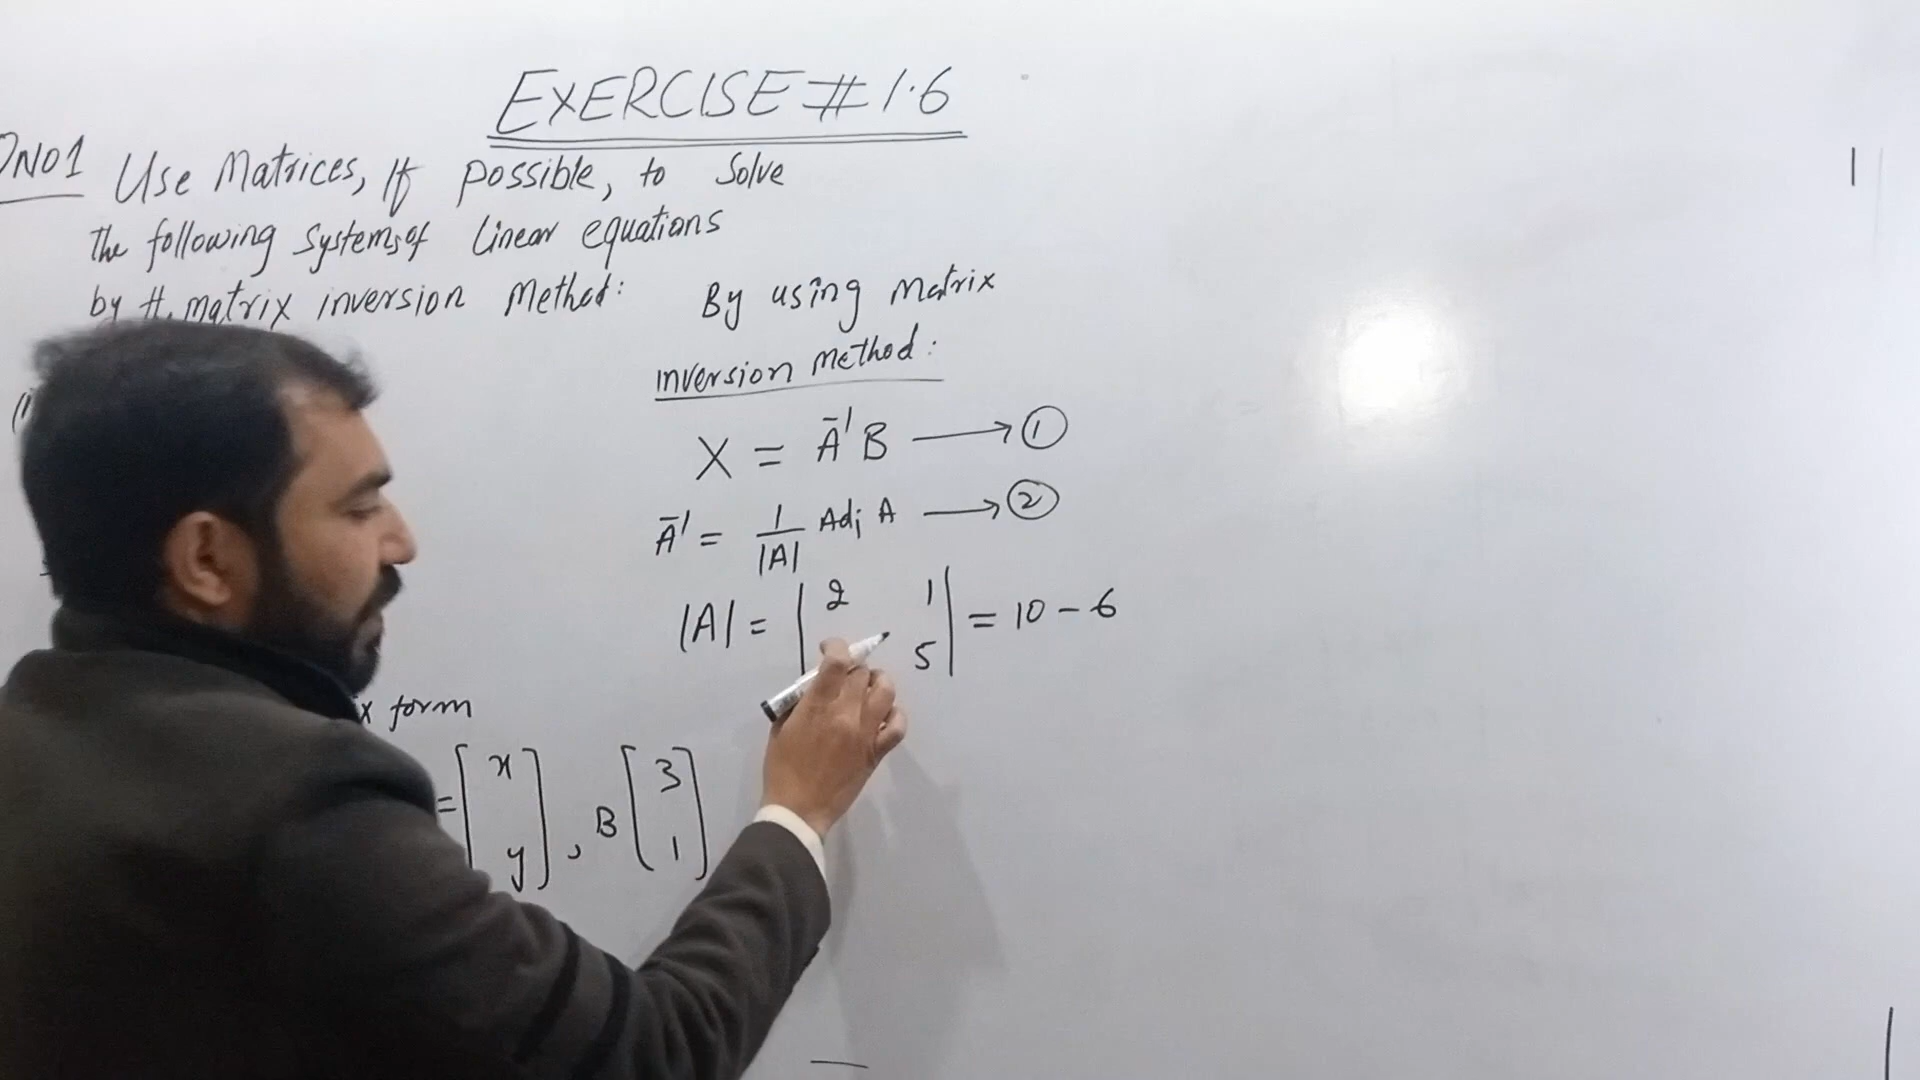 EXERCISE # 1.6
QNO1 Use Matrices, If possible, to Solve
The following Systems of Linear equations
by the matrix inversion Method:
By using Matrix
inversion Method:
X = A⁻¹B → ①
A⁻¹ = 1/|A| Adj A → ②
|A| = | 2 1 | = 10 - 6
5
x form
= [ x y ] , B [ 3 1 ]